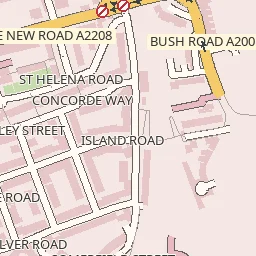 E NEW ROAD A2208
BUSH ROAD A200
ST HELENA ROAD
CONCORDE WAY
LEY STREET
ISLAND ROAD
E ROAD
LVER ROAD